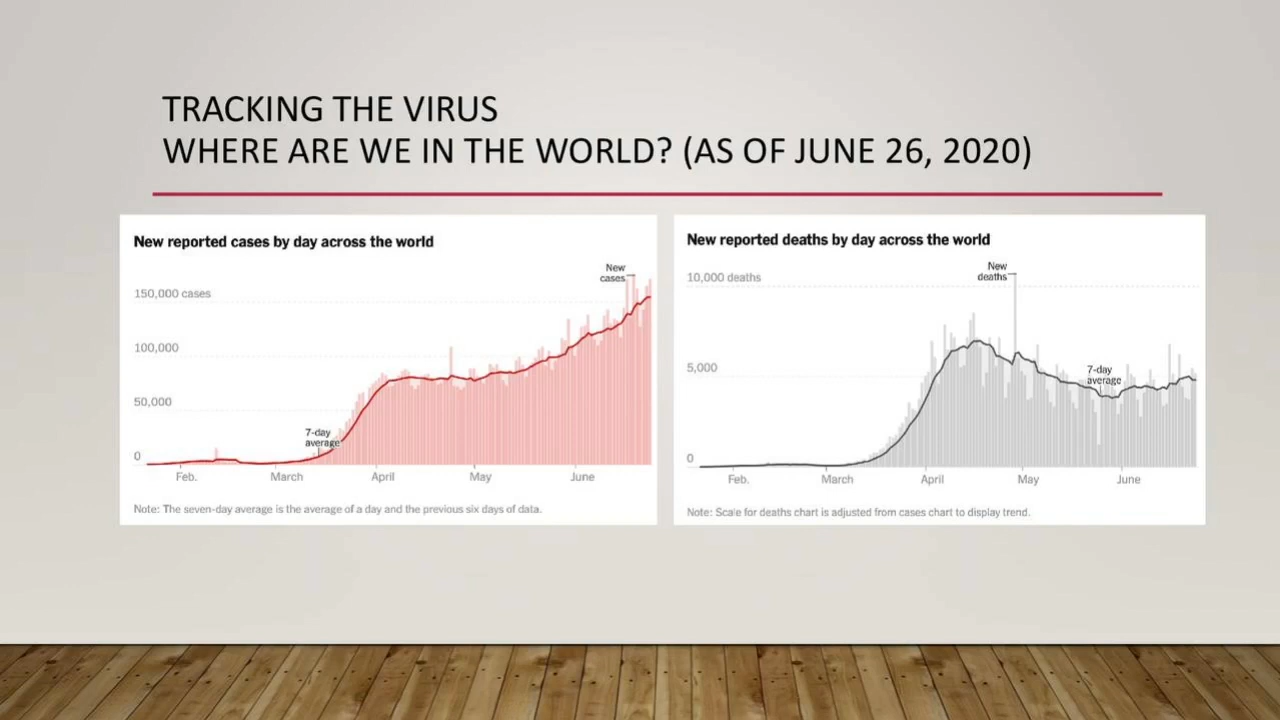 TRACKING THE VIRUS
WHERE ARE WE IN THE WORLD? (AS OF JUNE 26, 2020)
New reported cases by day across the world
New
cases
150,000 cases
100,000
50,000
7-day
average
0
Feb.
March
April
May
June
Note: The seven-day average is the average of a day and the previous six days of data.
New reported deaths by day across the world
New
deaths
10,000 deaths
5,000
7-day
average
0
Feb.
March
April
May
June
Note: Scale for deaths chart is adjusted from cases chart to display trend.